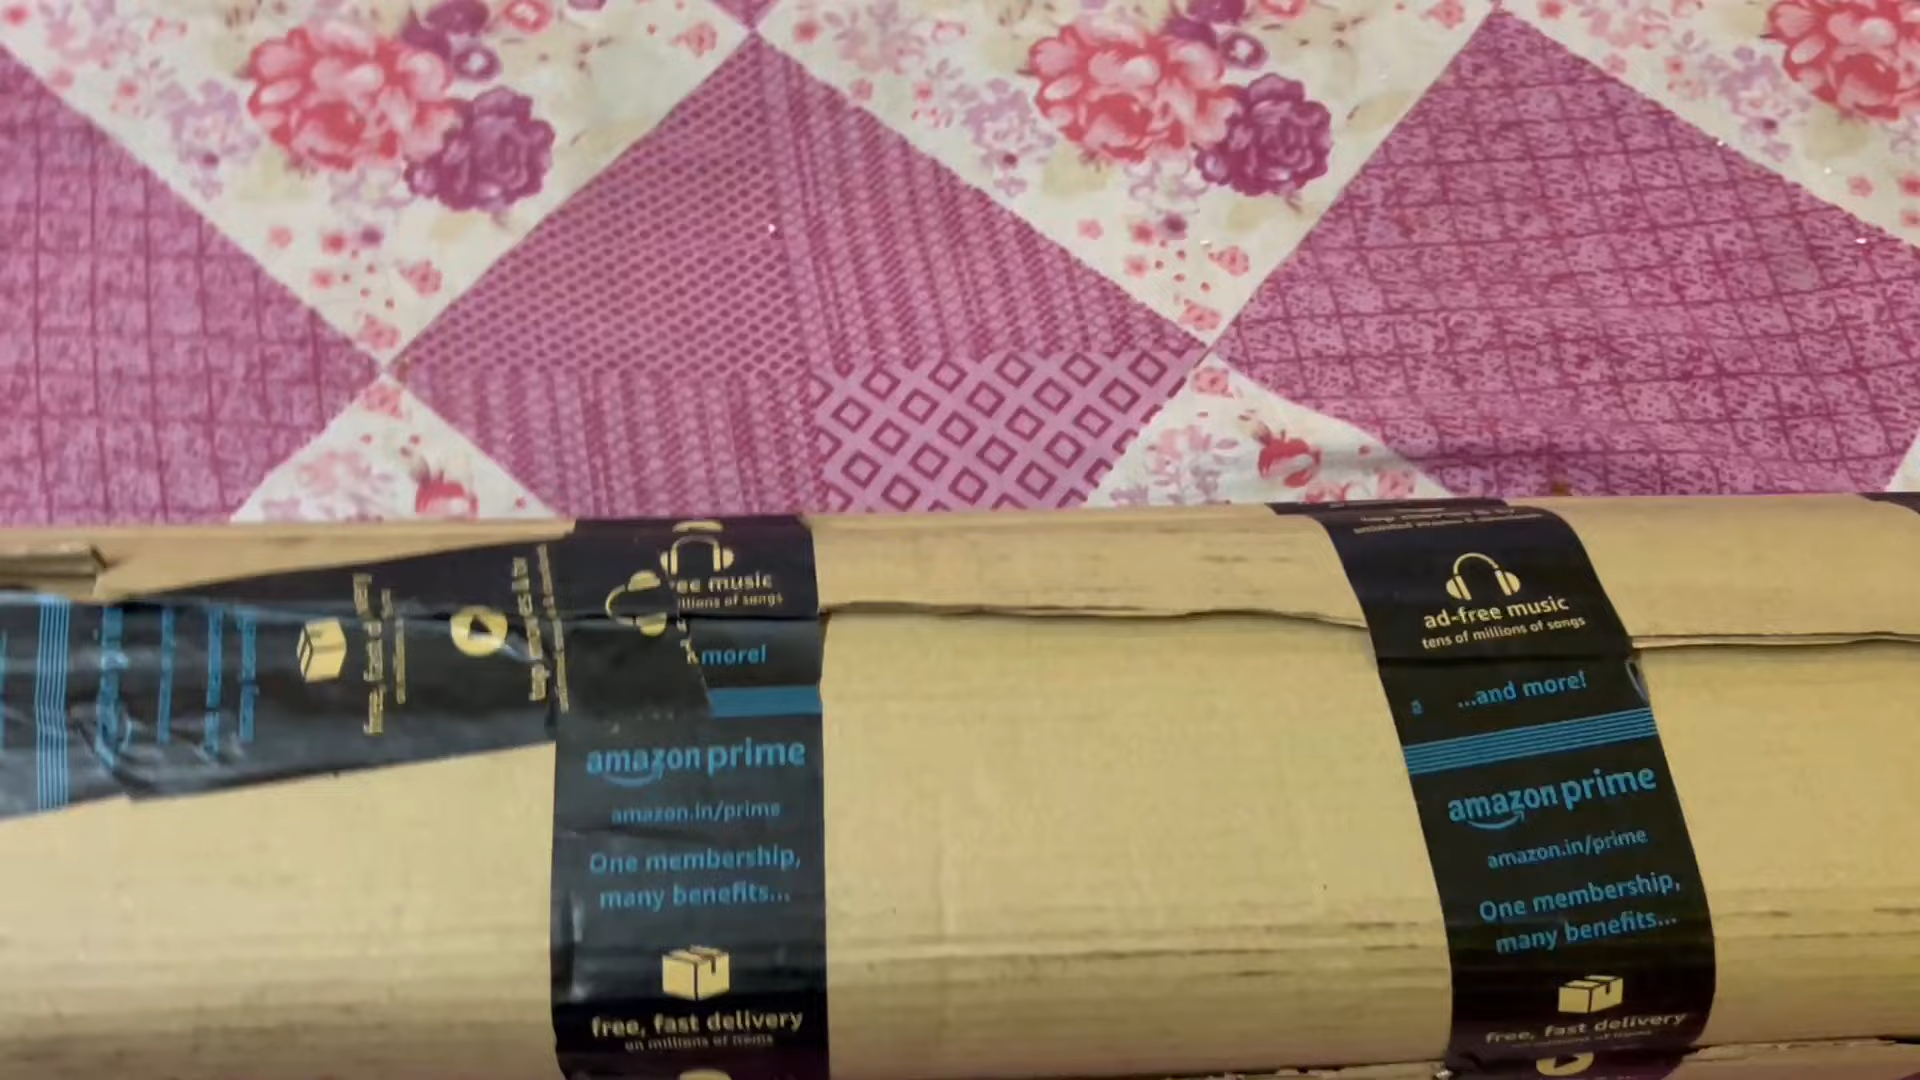 free music
millions of songs
more!
amazon prime
amazon.in/prime
One membership,
many benefits...
free, fast delivery
on millions of items
ad-free music
tens of millions of songs
...and more!
amazon prime
amazon.in/prime
One membership,
many benefits...
free, fast delivery